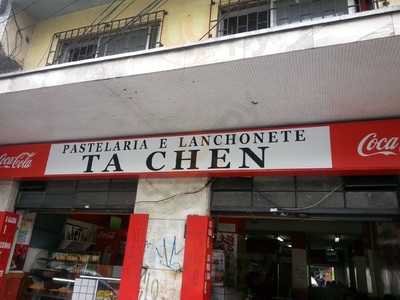 Coca-Cola
PASTELARIA E LANCHONETE
TA CHEN
Coca